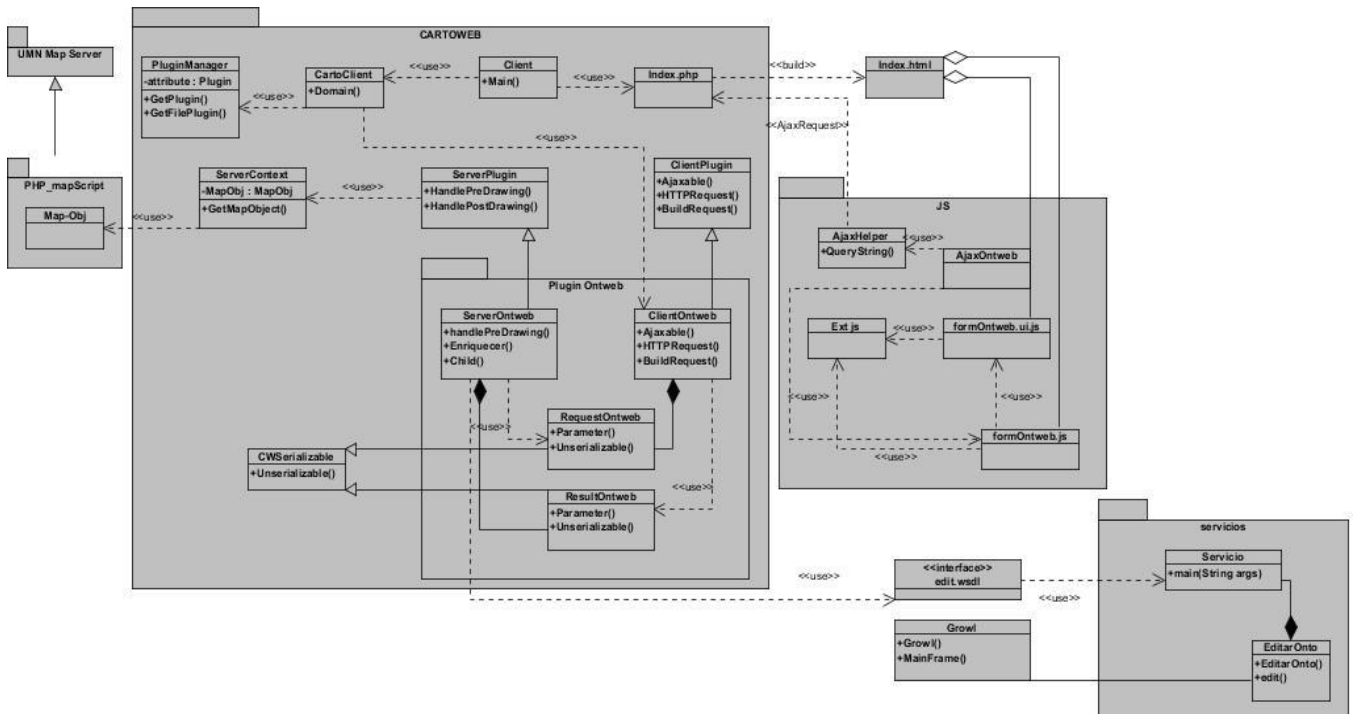 UMN Map Server
PHP_mapScript
Map-Obj
<<use>>
CARTOWEB
PluginManager
-attribute : Plugin
+GetPlugin()
+GetFilePlugin()
<<use>>
CartoClient
+Domain()
<<use>>
Client
+Main()
<<use>>
Index.php
<<build>>
Index.html
<<AjaxRequest>>
<<use>>
ServerContext
-MapObj : MapObj
+GetMapObject()
<<use>>
ServerPlugin
+HandlePreDrawing()
+HandlePostDrawing()
ClientPlugin
+Ajaxable()
+HTTPRequest()
+BuildRequest()
Plugin Ontweb
ServerOntweb
+handlePreDrawing()
+Enriquecer()
+Child()
ClientOntweb
+Ajaxable()
+HTTPRequest()
+BuildRequest()
<<use>>
RequestOntweb
+Parameter()
+Unserializable()
CWSerializable
+Unserializable()
<<use>>
ResultOntweb
+Parameter()
+Unserializable()
JS
AjaxHelper
+QueryString()
<<use>>
AjaxOntweb
Ext.js
<<use>>
formOntweb.ui.js
<<use>>
<<use>>
formOntweb.js
<<use>>
<<interface>>
edit.wsdl
<<use>>
servicios
Servicio
+main(String args)
Growl
+Growl()
+MainFrame()
EditarOnto
+EditarOnto()
+edit()